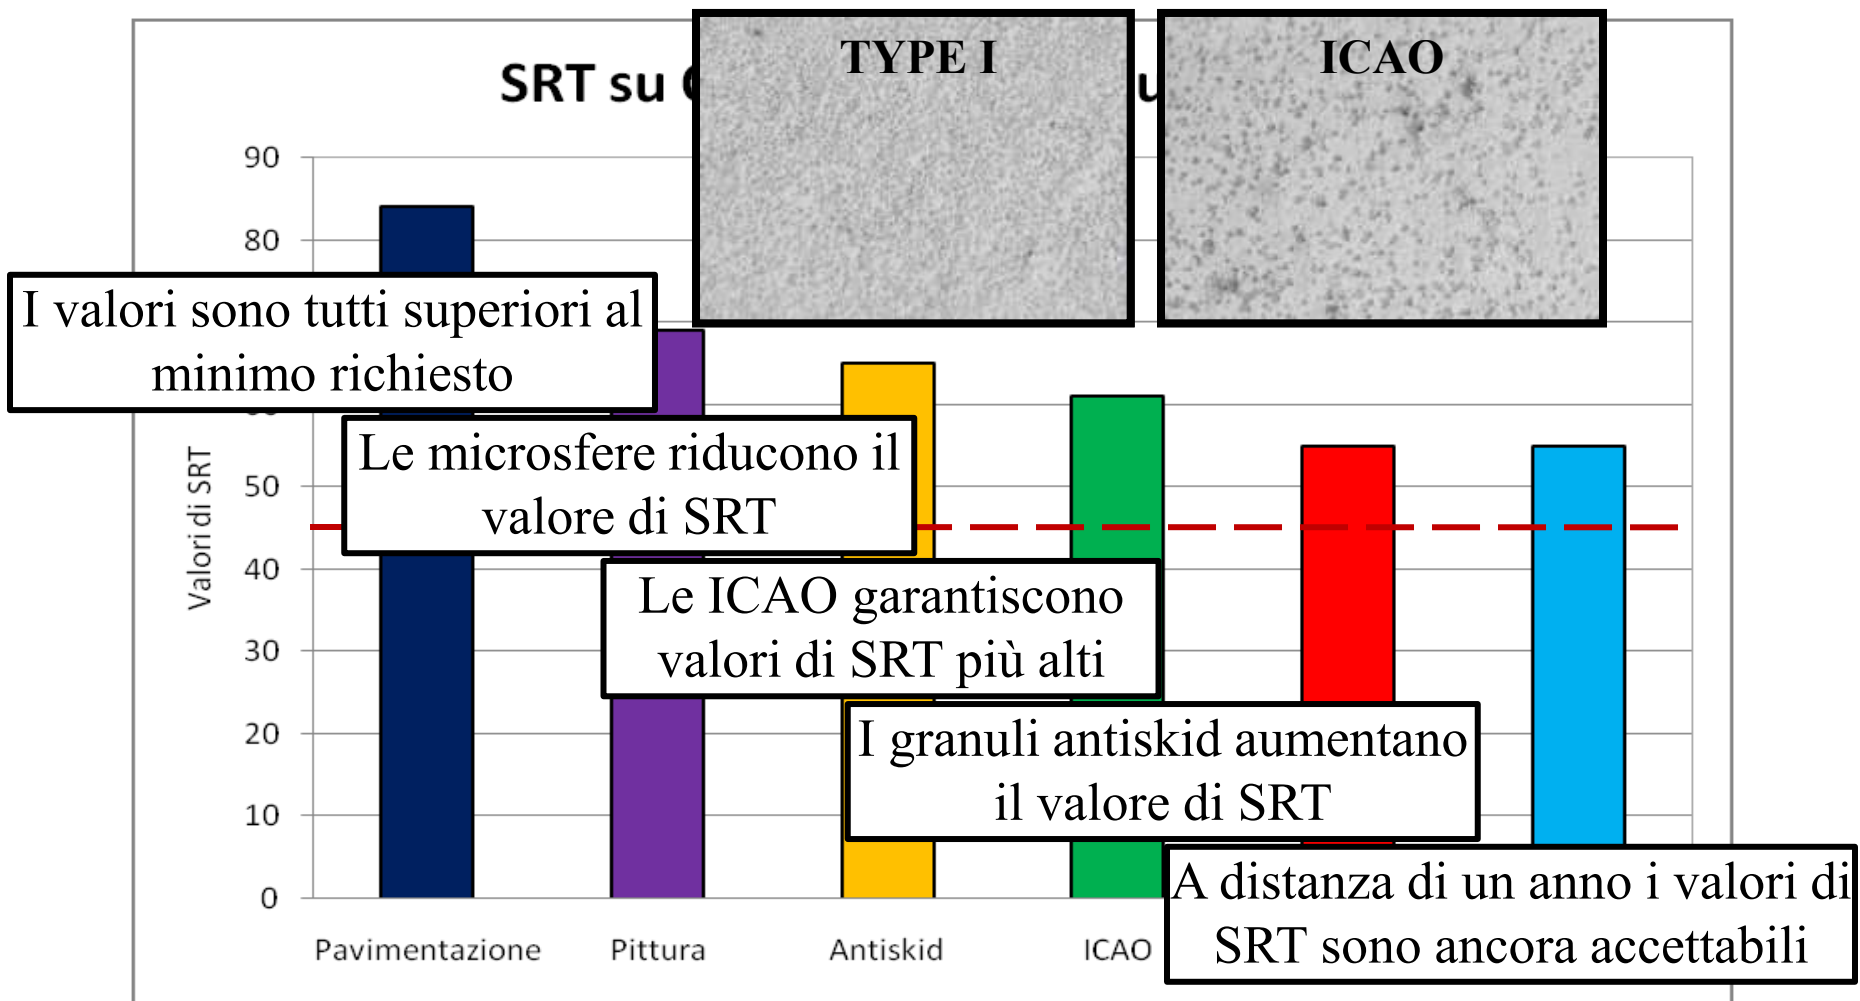 SRT su
TYPE I
ICAO
90
80
I valori sono tutti superiori al
minimo richiesto
Le microsfere riducono il
valore di SRT
Valori di SRT
50
40
Le ICAO garantiscono
valori di SRT più alti
30
20
I granuli antiskid aumentano
il valore di SRT
10
0
A distanza di un anno i valori di
SRT sono ancora accettabili
Pavimentazione
Pittura
Antiskid
ICAO